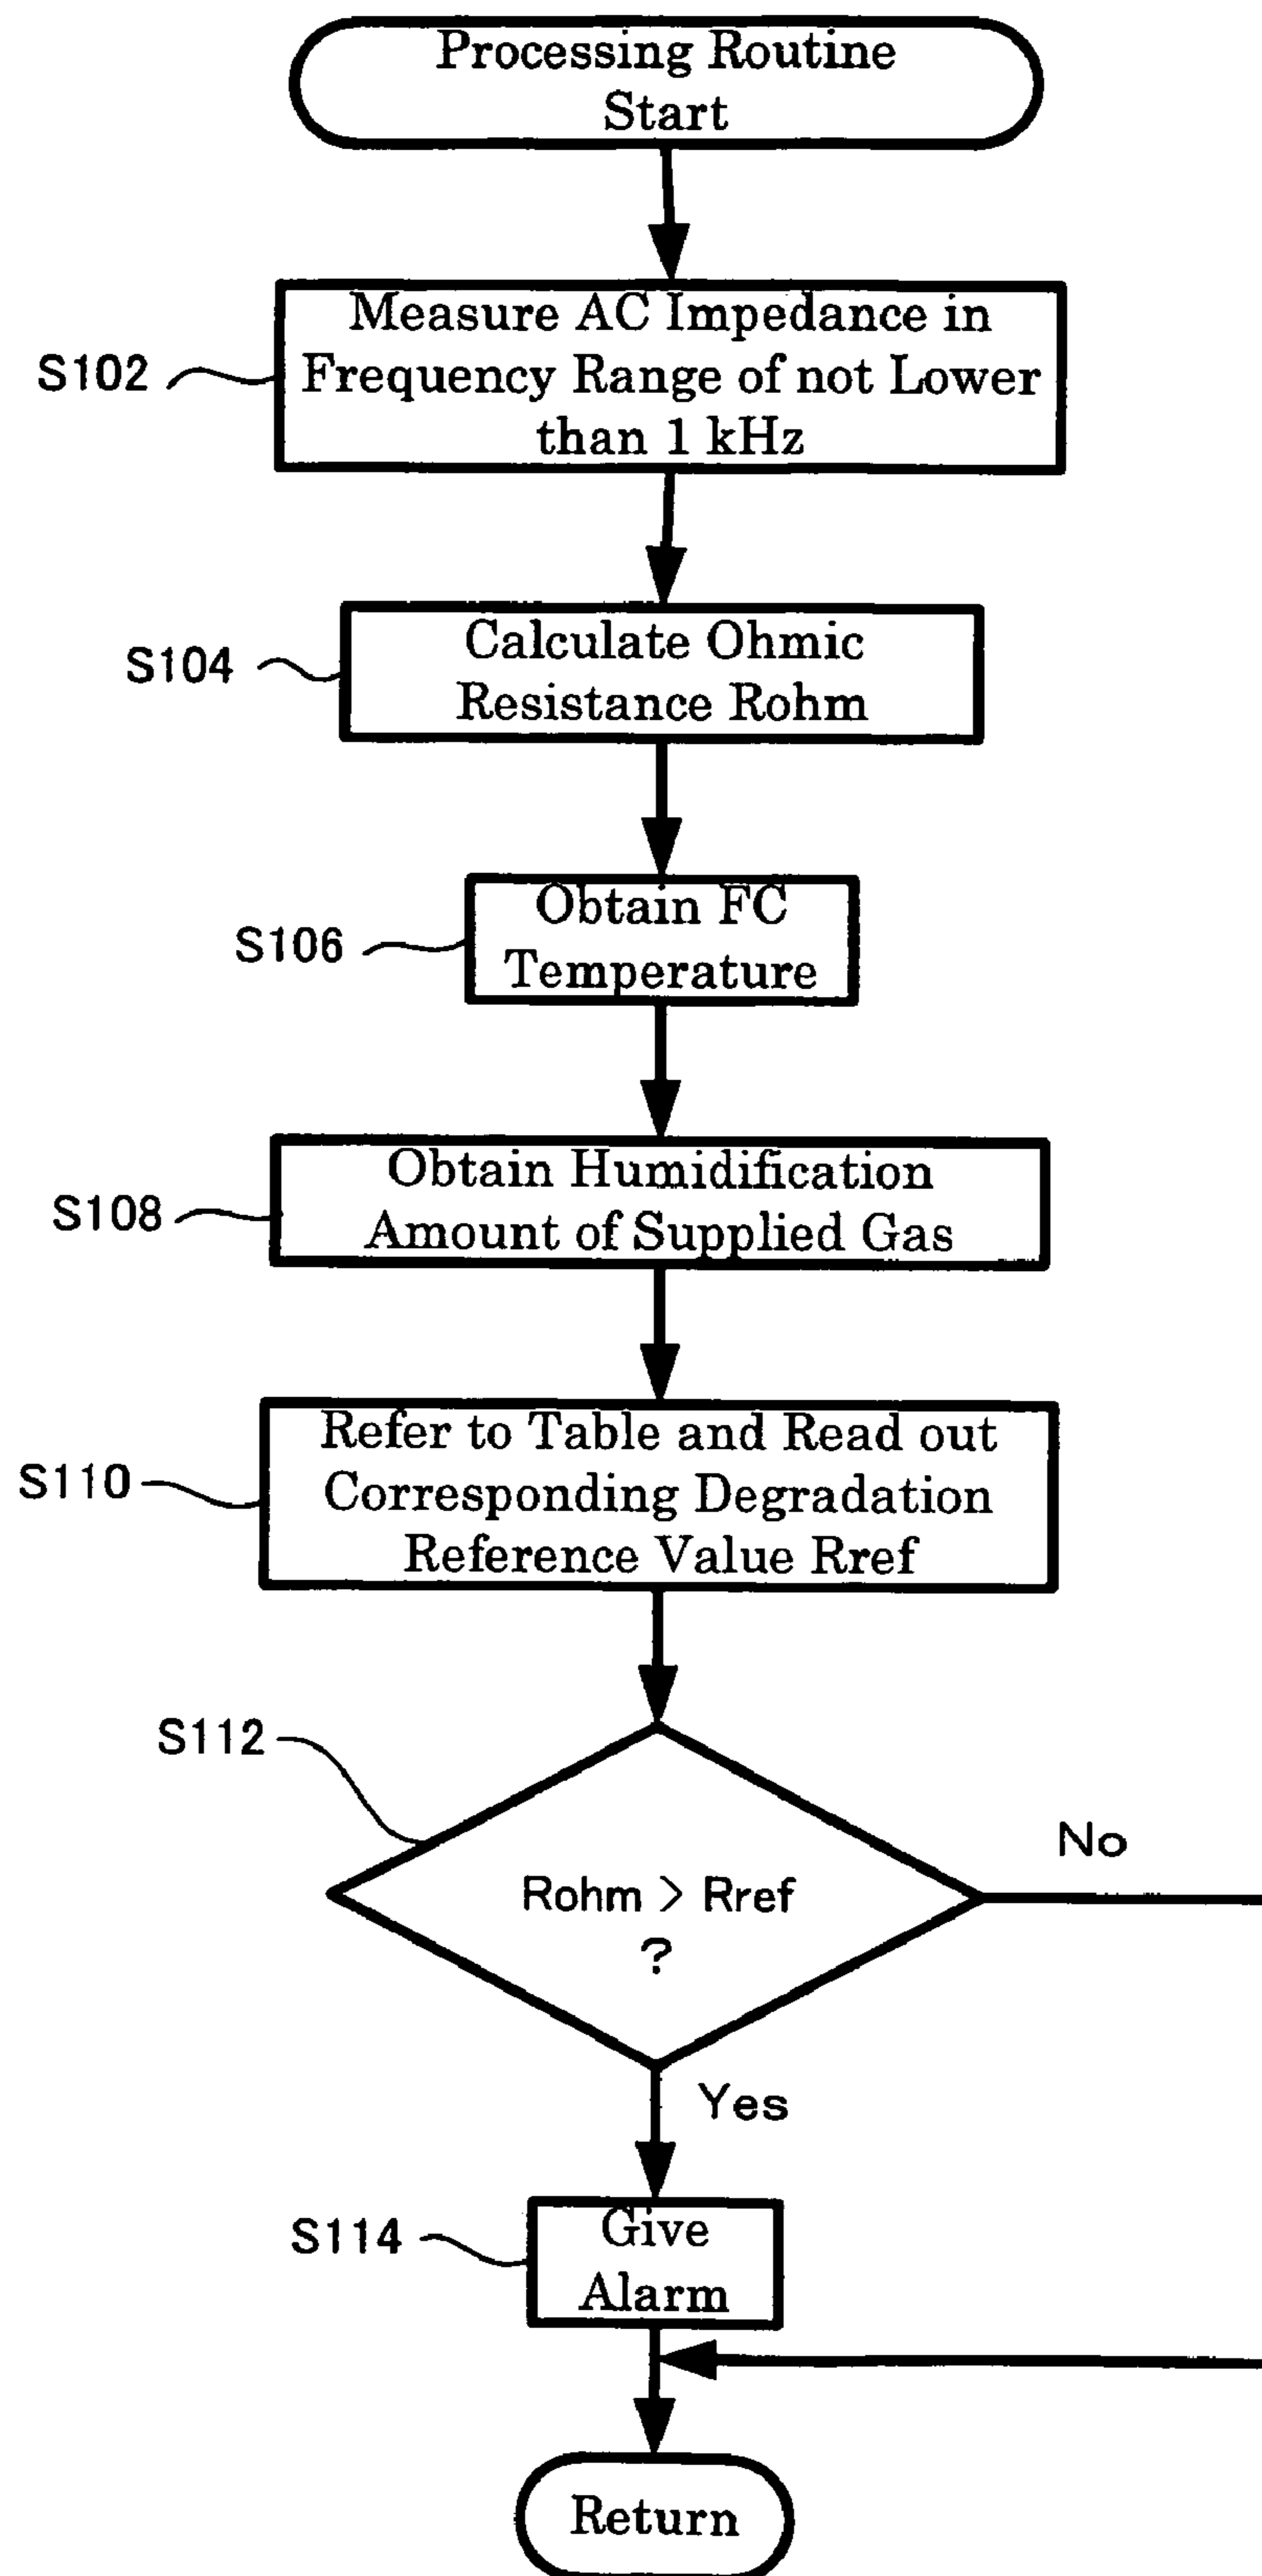 Processing Routine
Start
S102
Measure AC Impedance in
Frequency Range of not Lower
than 1 kHz
S104
Calculate Ohmic
Resistance Rohm
S106
Obtain FC
Temperature
S108
Obtain Humidification
Amount of Supplied Gas
S110
Refer to Table and Read out
Corresponding Degradation
Reference Value Rref
S112
Rohm > Rref
?
No
Yes
S114
Give
Alarm
Return